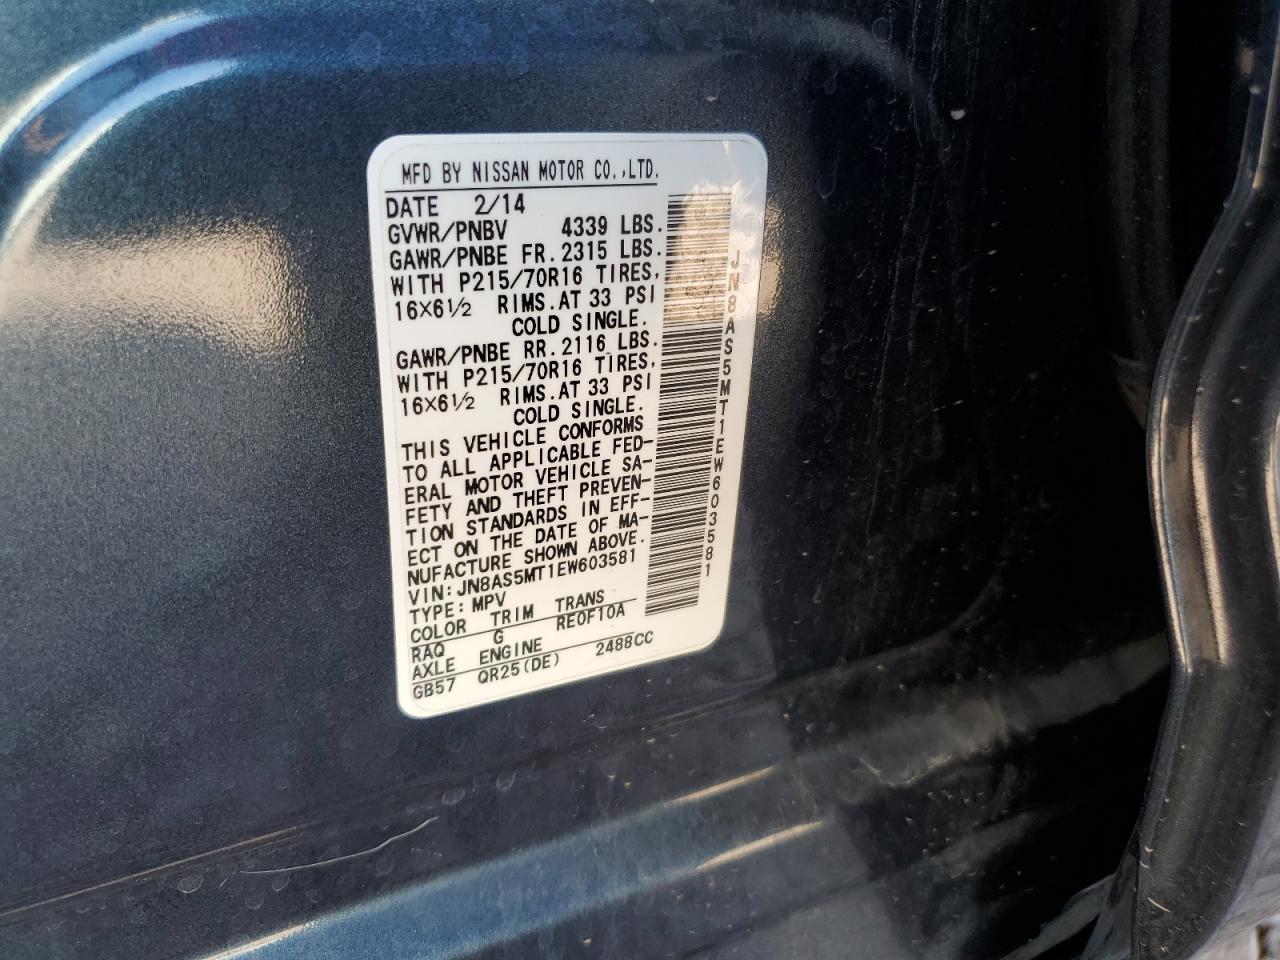 MFD BY NISSAN MOTOR CO.,LTD.
DATE 2/14
GVWR/PNBV 4339 LBS.
GAWR/PNBE FR.2315 LBS.
WITH P215/70R16 TIRES,
16X6½ RIMS.AT 33 PSI
COLD SINGLE.
GAWR/PNBE RR.2116 LBS.
WITH P215/70R16 TIRES,
16X6½ RIMS.AT 33 PSI
COLD SINGLE.
THIS VEHICLE CONFORMS
TO ALL APPLICABLE FED-
ERAL MOTOR VEHICLE SA-
FETY AND THEFT PREVEN-
TION STANDARDS IN EFF-
ECT ON THE DATE OF MA-
NUFACTURE SHOWN ABOVE.
VIN:JN8AS5MT1EW603581
TYPE:MPV
COLOR TRIM TRANS
RAQ G RE0F10A
AXLE ENGINE
GB57 QR25(DE) 2488CC
JN8AS5MT1EW603581